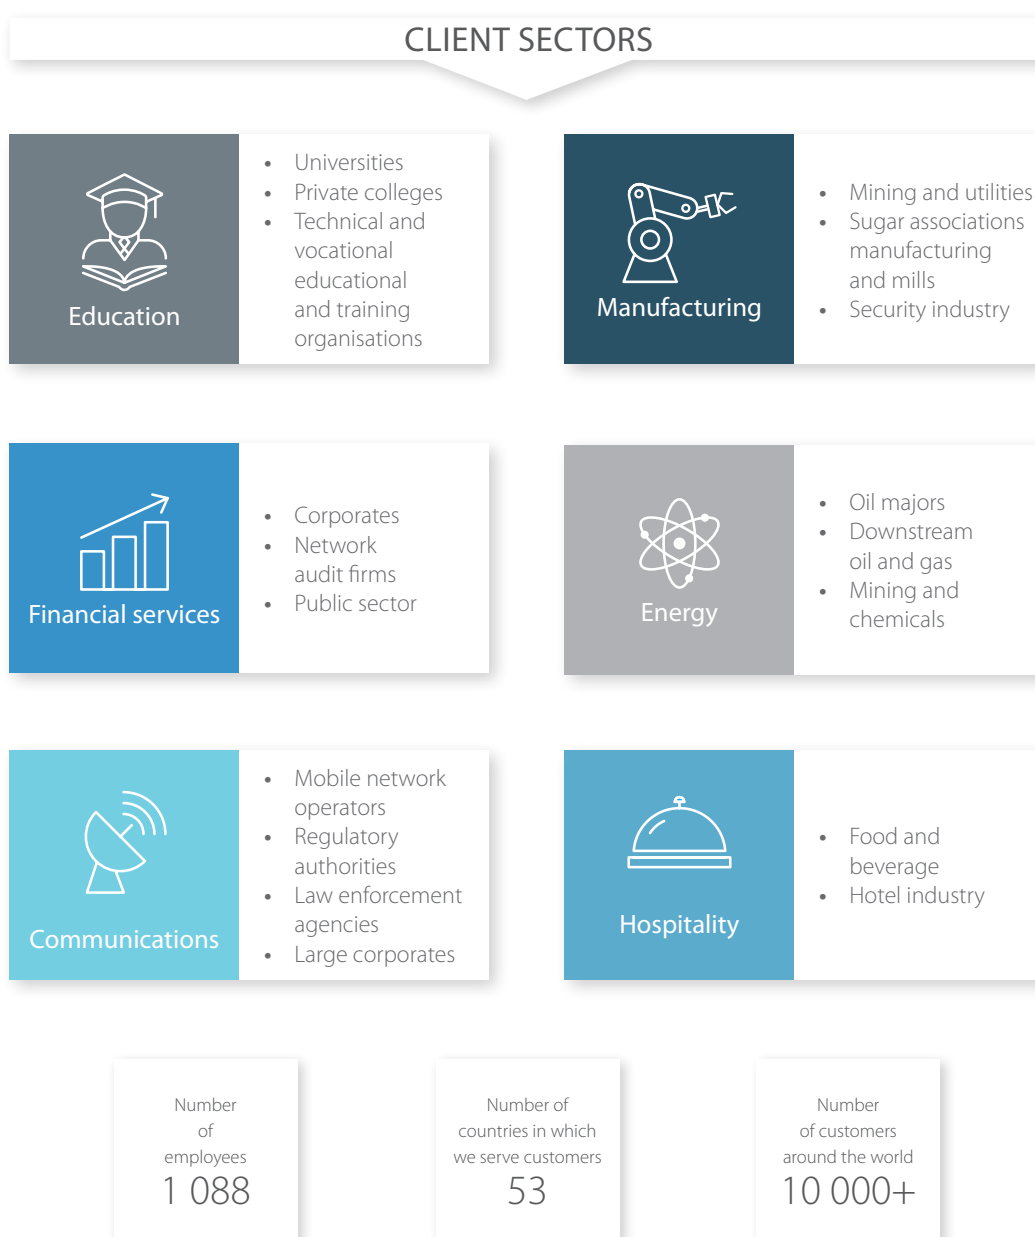 CLIENT SECTORS
Education
• Universities
• Private colleges
• Technical and
vocational
educational
and training
organisations
Manufacturing
• Mining and utilities
• Sugar associations
manufacturing
and mills
• Security industry
Financial services
• Corporates
• Network
audit firms
• Public sector
Energy
• Oil majors
• Downstream
oil and gas
• Mining and
chemicals
Communications
• Mobile network
operators
• Regulatory
authorities
• Law enforcement
agencies
• Large corporates
Hospitality
• Food and
beverage
• Hotel industry
Number
of
employees
1 088
Number of
countries in which
we serve customers
53
Number
of customers
around the world
10 000+